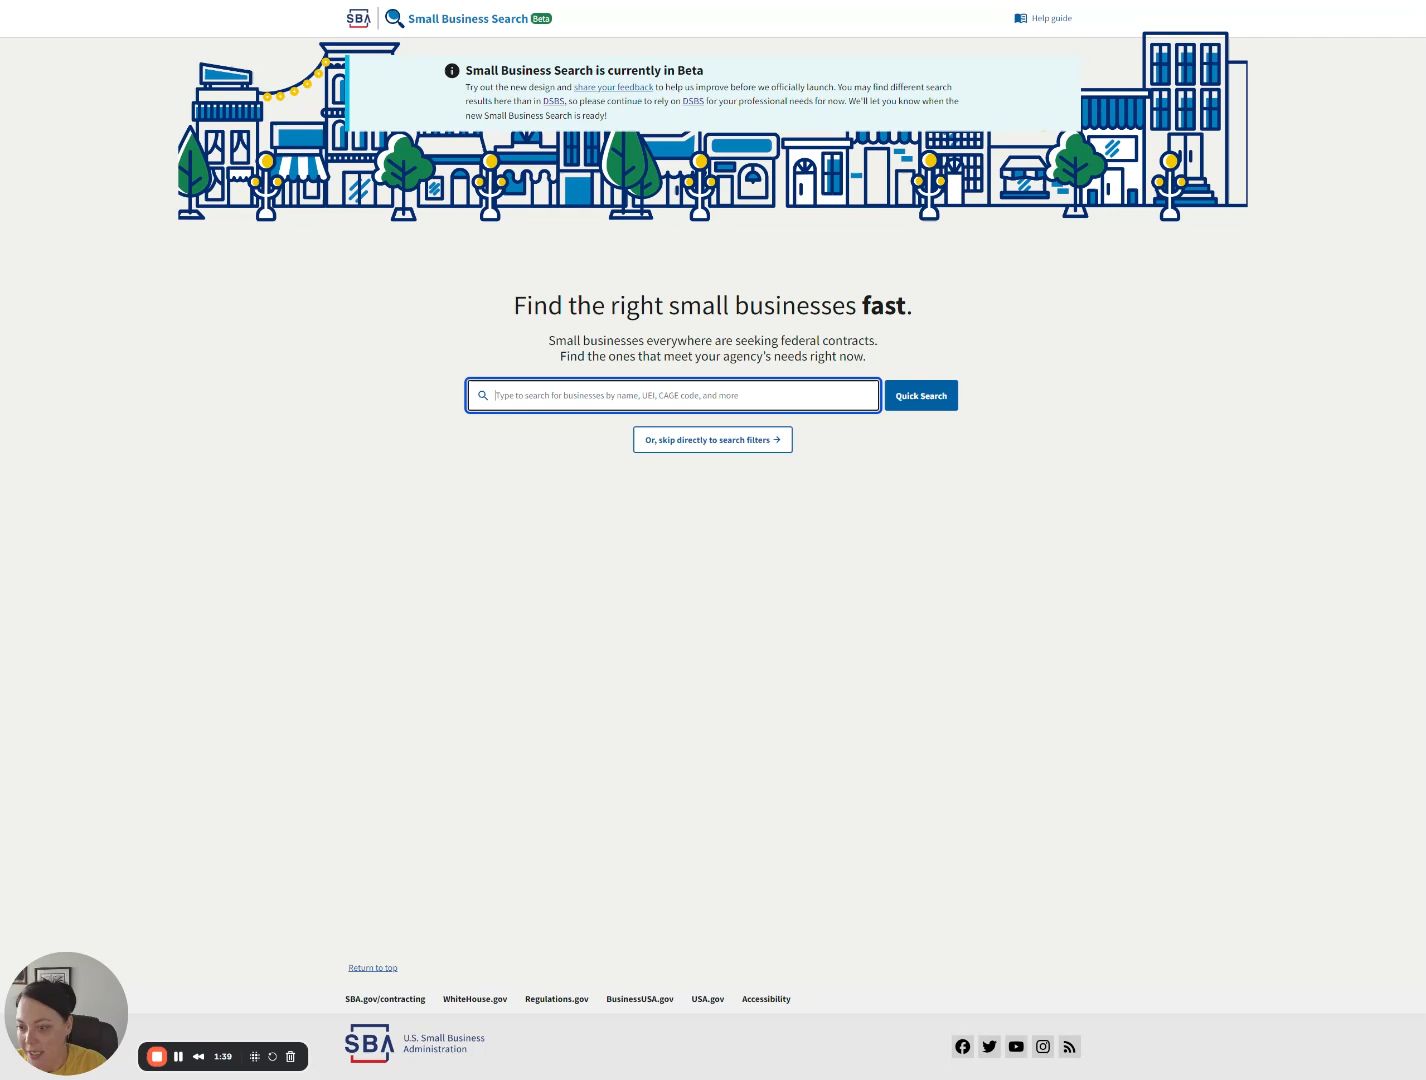 SBA Small Business Search Beta
Help guide
Small Business Search is currently in Beta
Try out the new design and share your feedback to help us improve before we officially launch. You may find different search
results here than in DSBS, so please continue to rely on DSBS for your professional needs for now. We'll let you know when the
new Small Business Search is ready!
Find the right small businesses fast.
Small businesses everywhere are seeking federal contracts.
Find the ones that meet your agency's needs right now.
Type to search for businesses by name, UEI, CAGE code, and more
Quick Search
Or, skip directly to search filters →
Return to top
SBA.gov/contracting WhiteHouse.gov Regulations.gov BusinessUSA.gov USA.gov Accessibility
SBA
U.S. Small Business
Administration
1:39